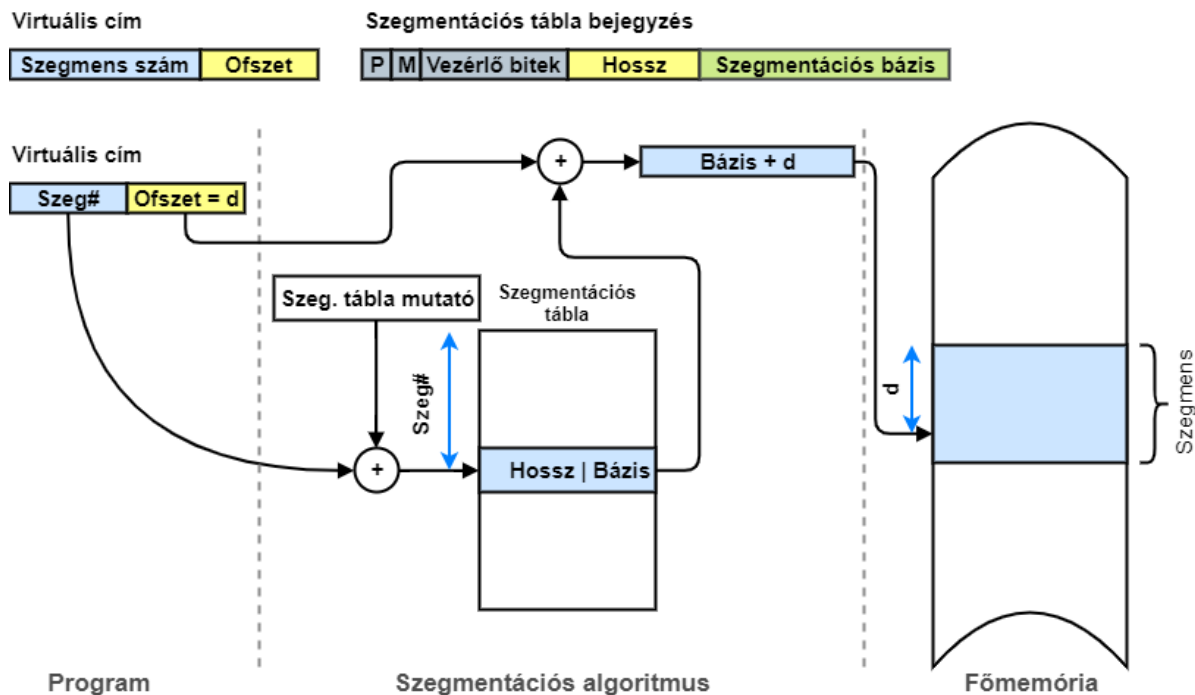 Virtuális cím
Szegmentációs tábla bejegyzés
Szegmens szám
Ofszet
P
M
Vezérlő bitek
Hossz
Szegmentációs bázis
Virtuális cím
Szeg#
Ofszet = d
+
Bázis + d
Szeg. tábla mutató
Szegmentációs
tábla
Szeg#
+
Hossz | Bázis
d
Szegmens
Program
Szegmentációs algoritmus
Főmemória